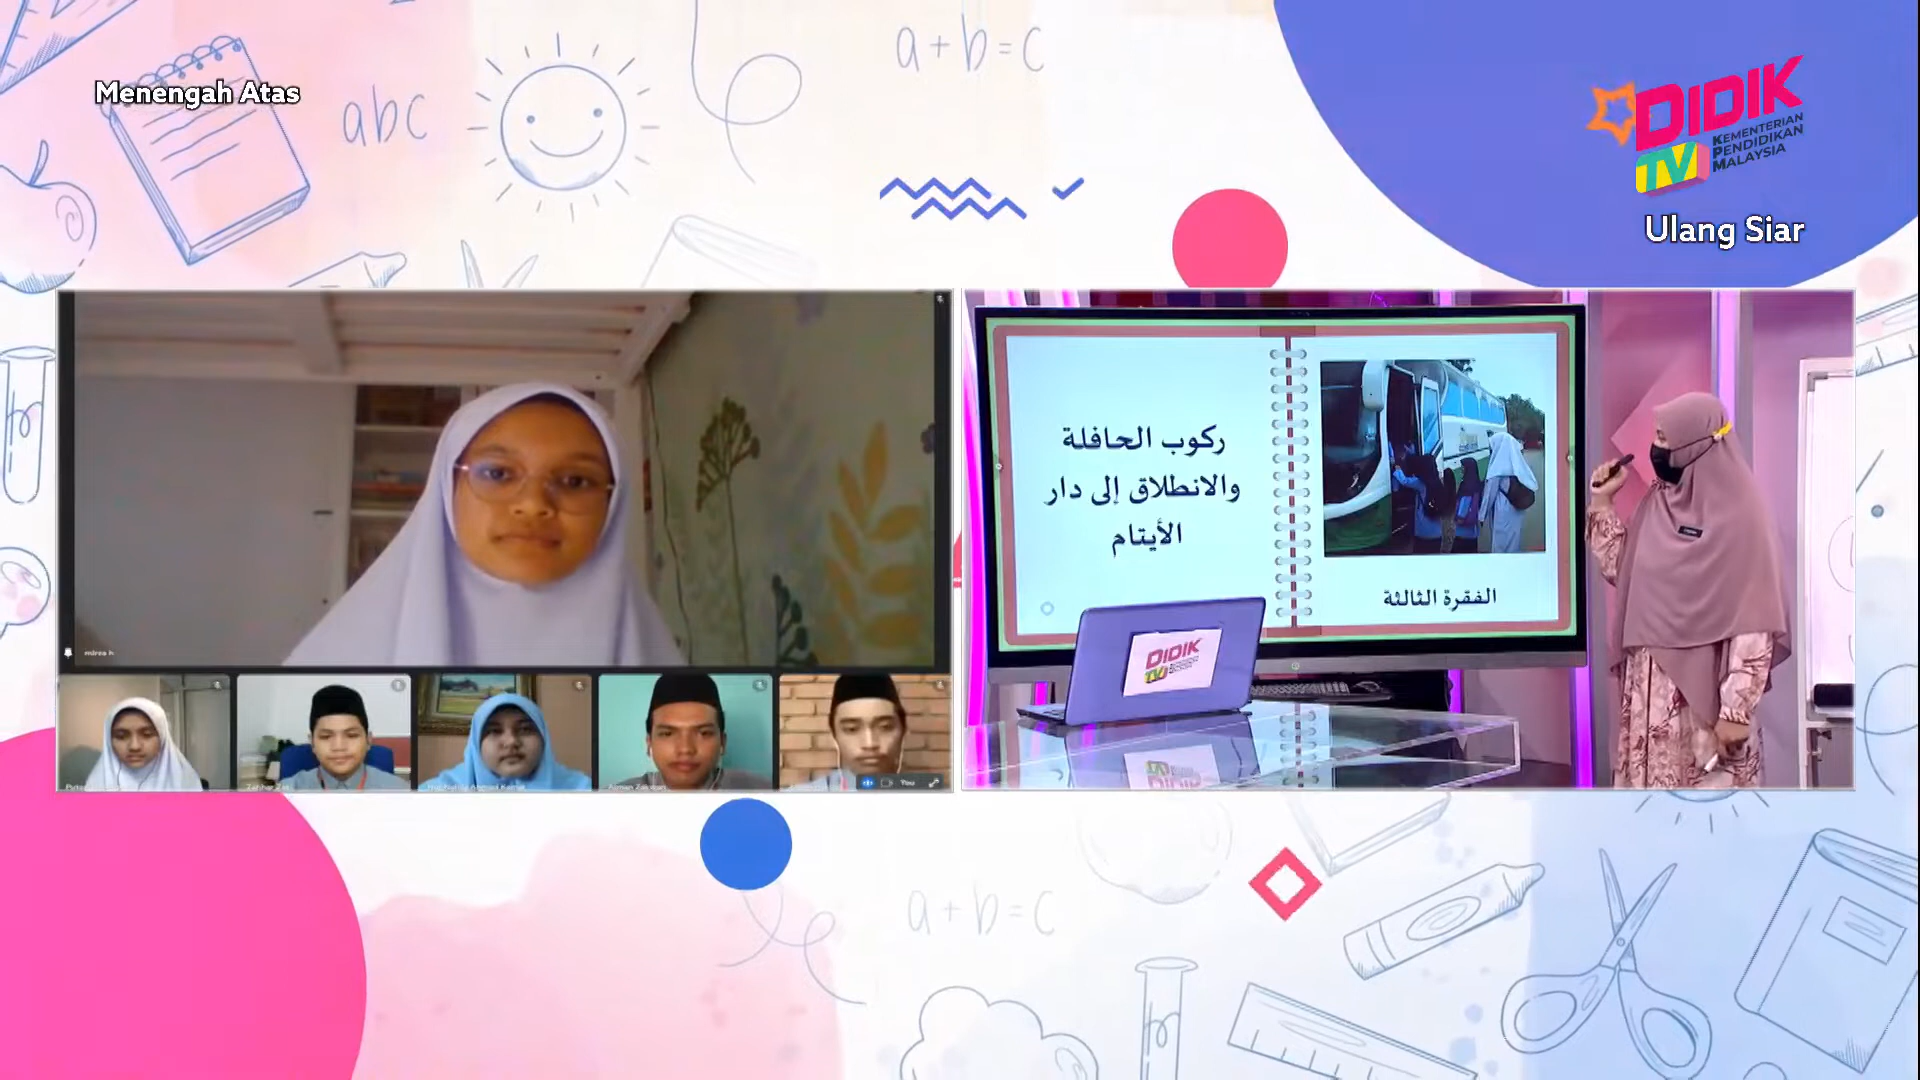 Menengah Atas
abc
a+b=c
DIDIK
TV
KEMENTERIAN
PENDIDIKAN
MALAYSIA
Ulang Siar
ركوب الحافلة
والانطلاق إلى دار
الأيتام
الفقرة الثالثة
DIDIK
TV
You
a+b=c